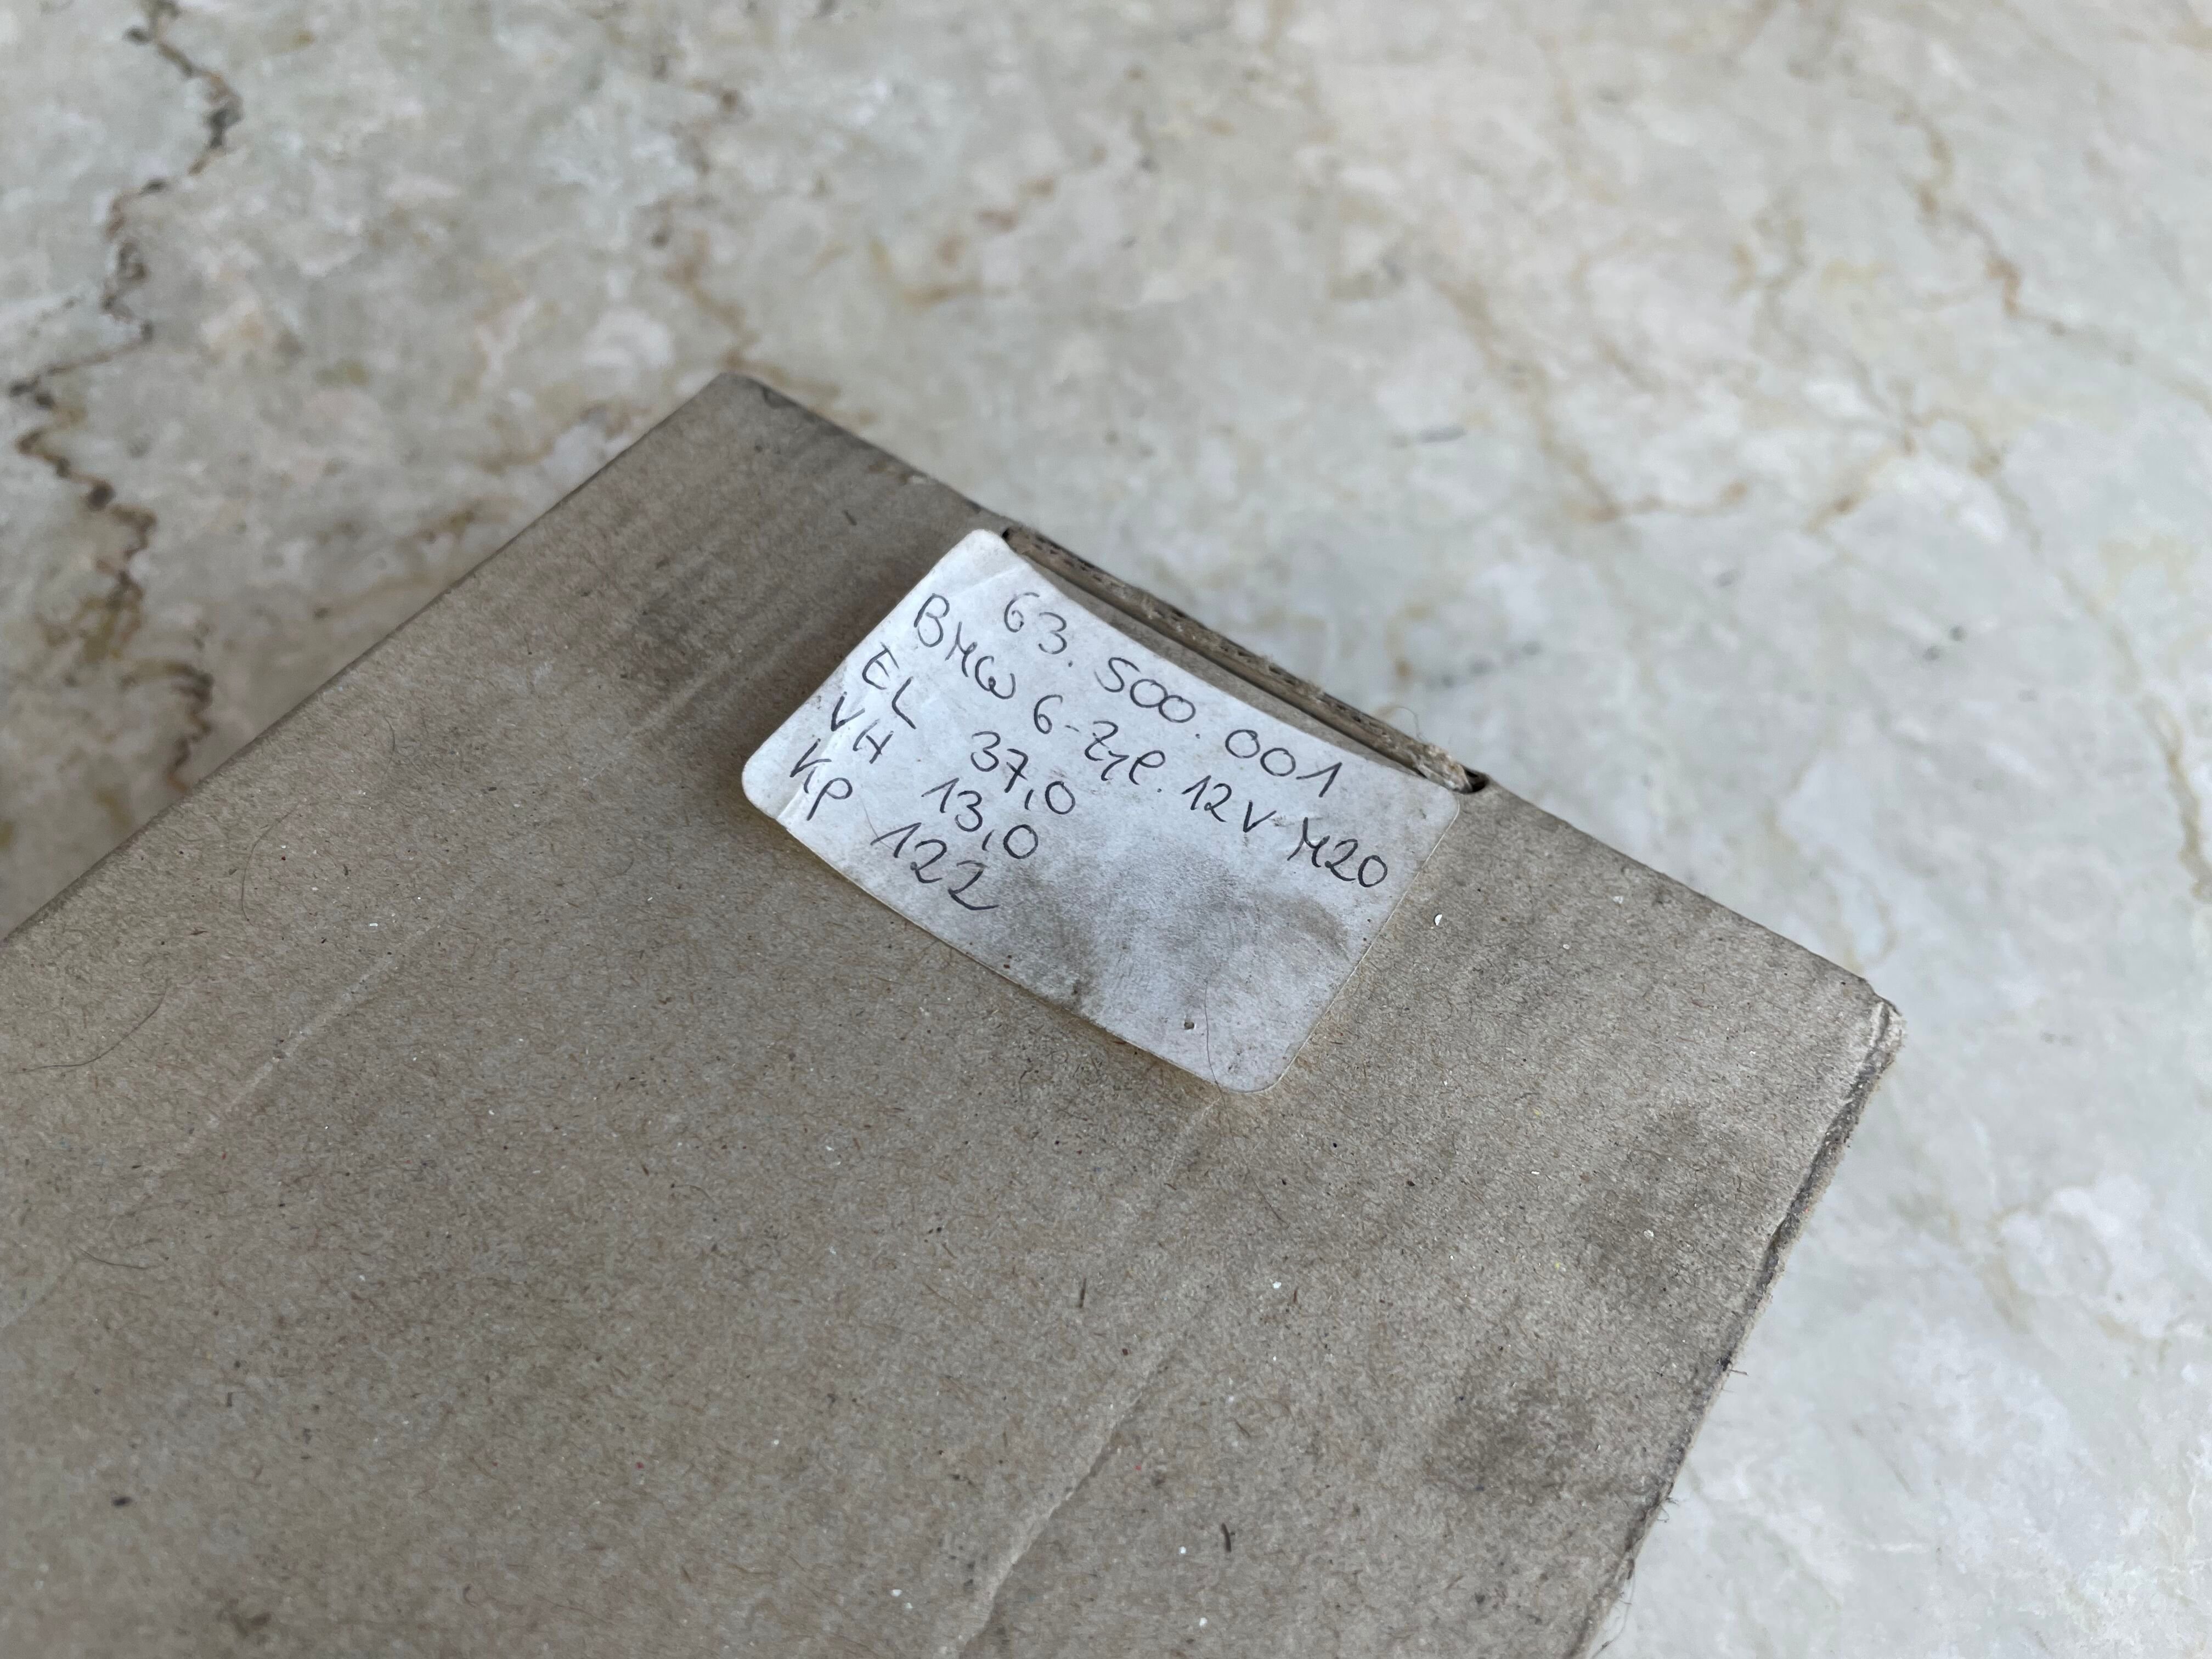 63.500.001
BMW 6-Zyl. 12V M20
EL 37,0
VH 13,0
KP 122